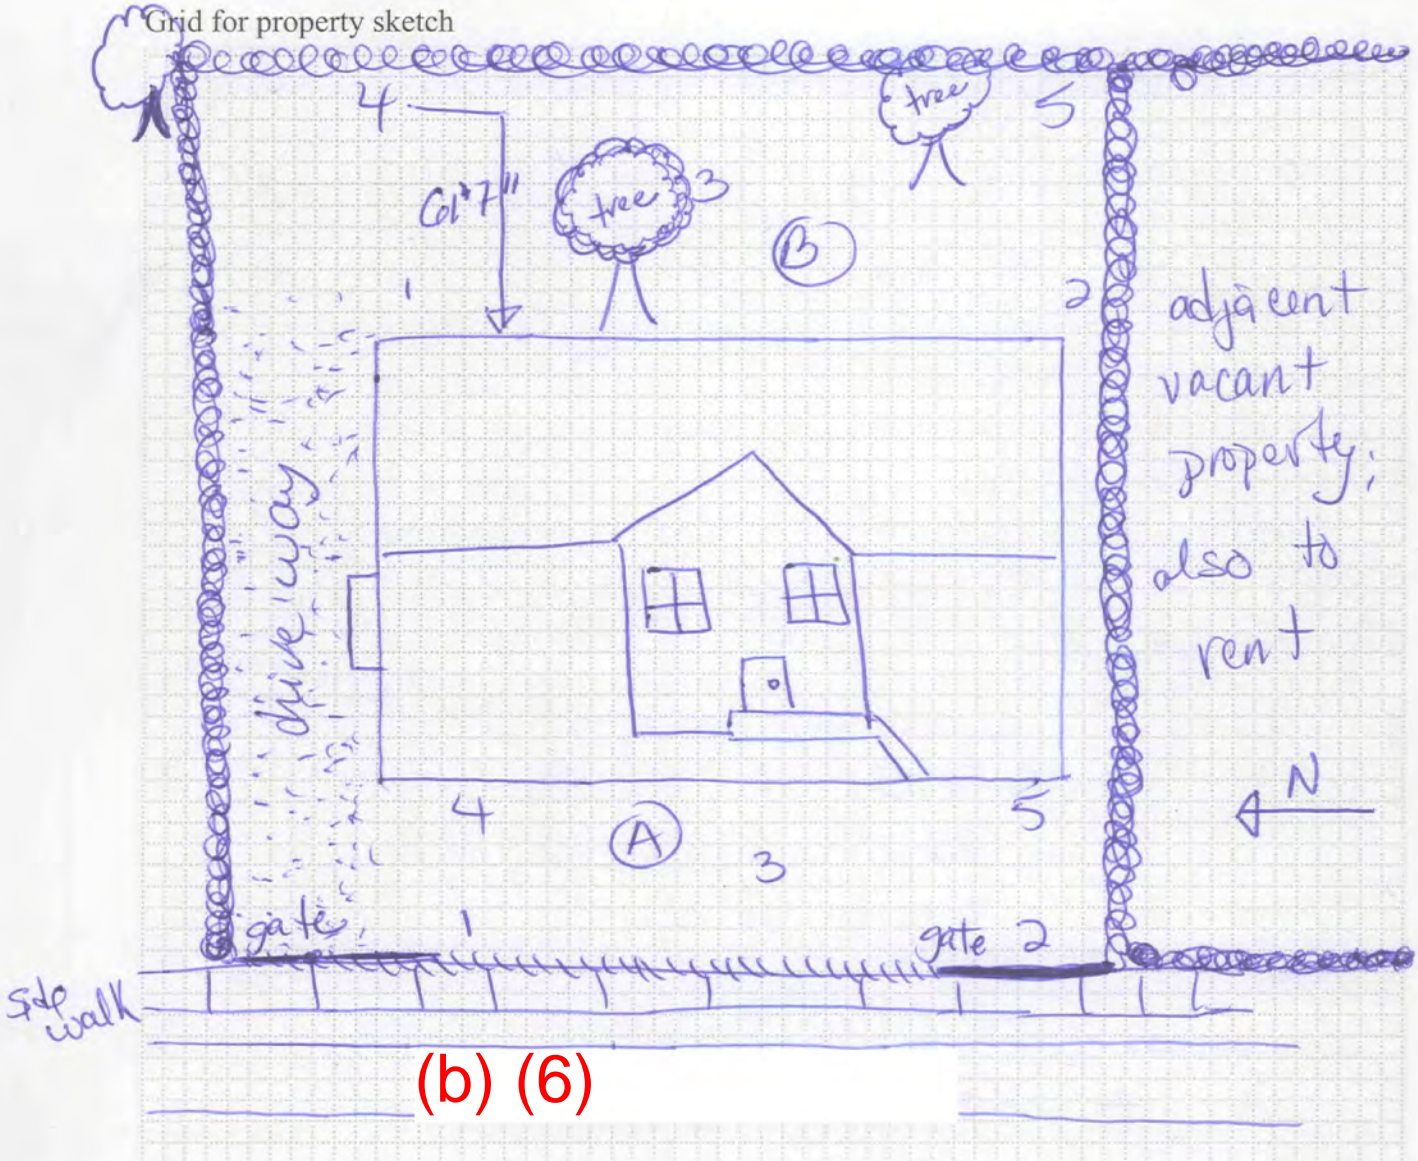 Grid for property sketch
4
tree
5
61'7"
tree
3
B
1
2
adjacent
vacant
property;
also to
rent
driveway
N
4
5
A
3
gate
1
gate
2
side
walk
(b) (6)